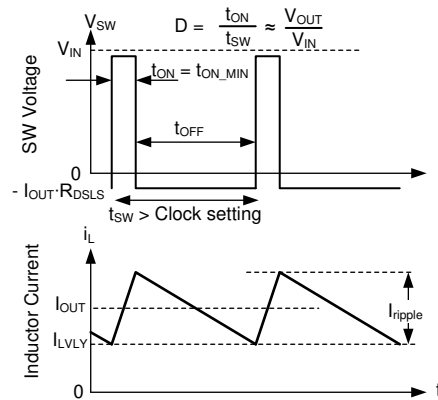 V_SW
D = t_ON / t_SW ≈ V_OUT / V_IN
V_IN
t_ON = t_ON_MIN
SW Voltage
t_OFF
0
- I_OUT·R_DSLS
t_SW > Clock setting
i_L
Inductor Current
I_OUT
I_ripple
I_LVLY
0
t